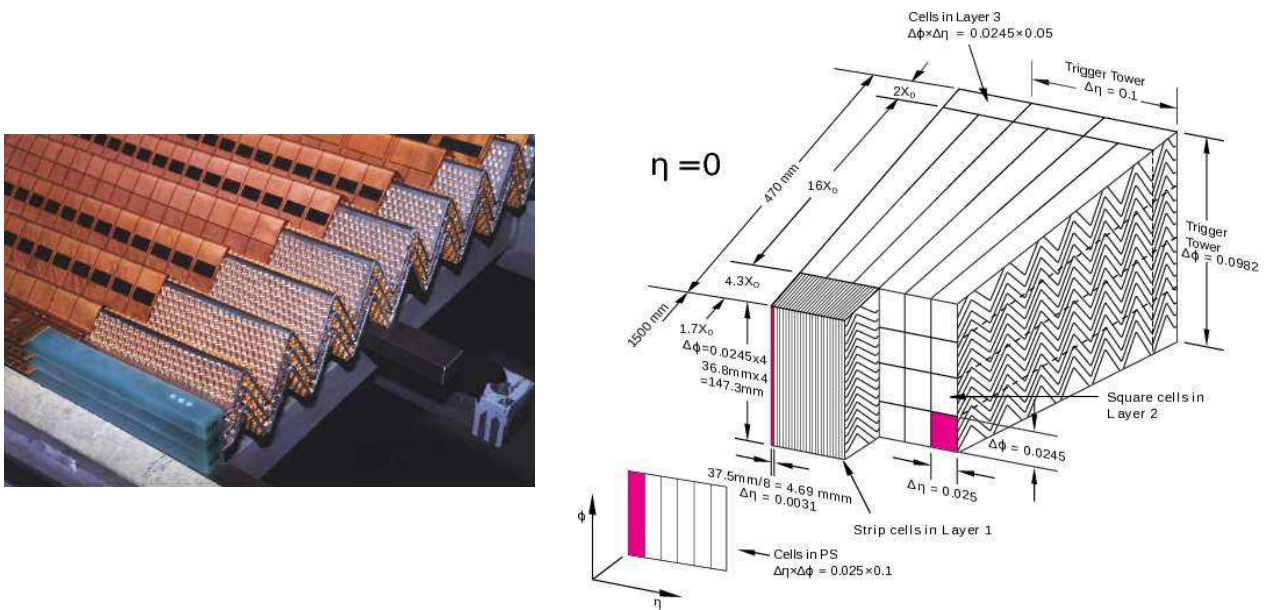 Cells in Layer 3
Δϕ×Δη = 0.0245×0.05
Trigger Tower
Δη = 0.1
2X₀
η = 0
470 mm
16X₀
Trigger
Tower
Δϕ = 0.0982
4.3X₀
1500 mm
1.7X₀
Δϕ=0.0245x4
36.8mmx4
=147.3mm
Square cells in
Layer 2
Δϕ = 0.0245
37.5mm/8 = 4.69 mmm
Δη = 0.0031
Δη = 0.025
Strip cells in Layer 1
ϕ
Cells in PS
Δη×Δϕ = 0.025×0.1
η